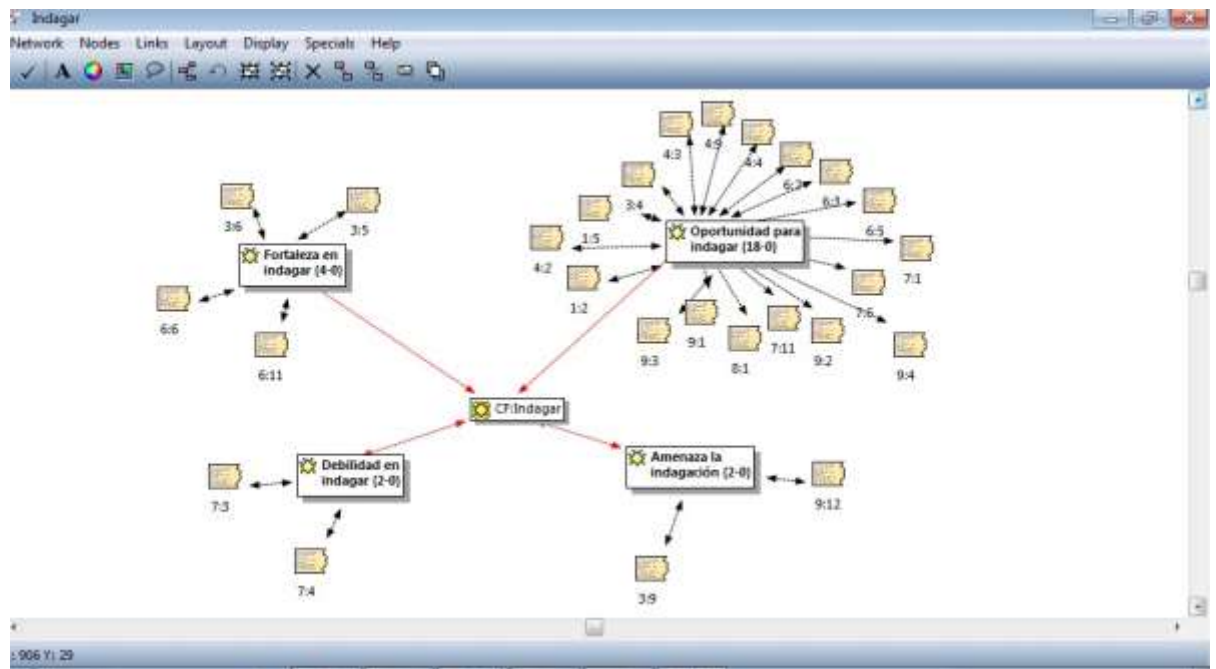 Indagar
Network Nodes Links Layout Display Specials Help
4:3
4:9
4:4
6:2
6:3
6:5
7:1
3:4
1:5
4:2
1:2
Oportunidad para
indagar (18-0)
3:6
3:5
Fortaleza en
indagar (4-0)
6:6
6:11
7:6
9:3
9:1
8:1
7:11
9:2
9:4
CF:Indagar
Debilidad en
indagar (2-0)
7:3
7:4
Amenaza la
indagación (2-0)
9:12
3:9
: 906 Y: 29